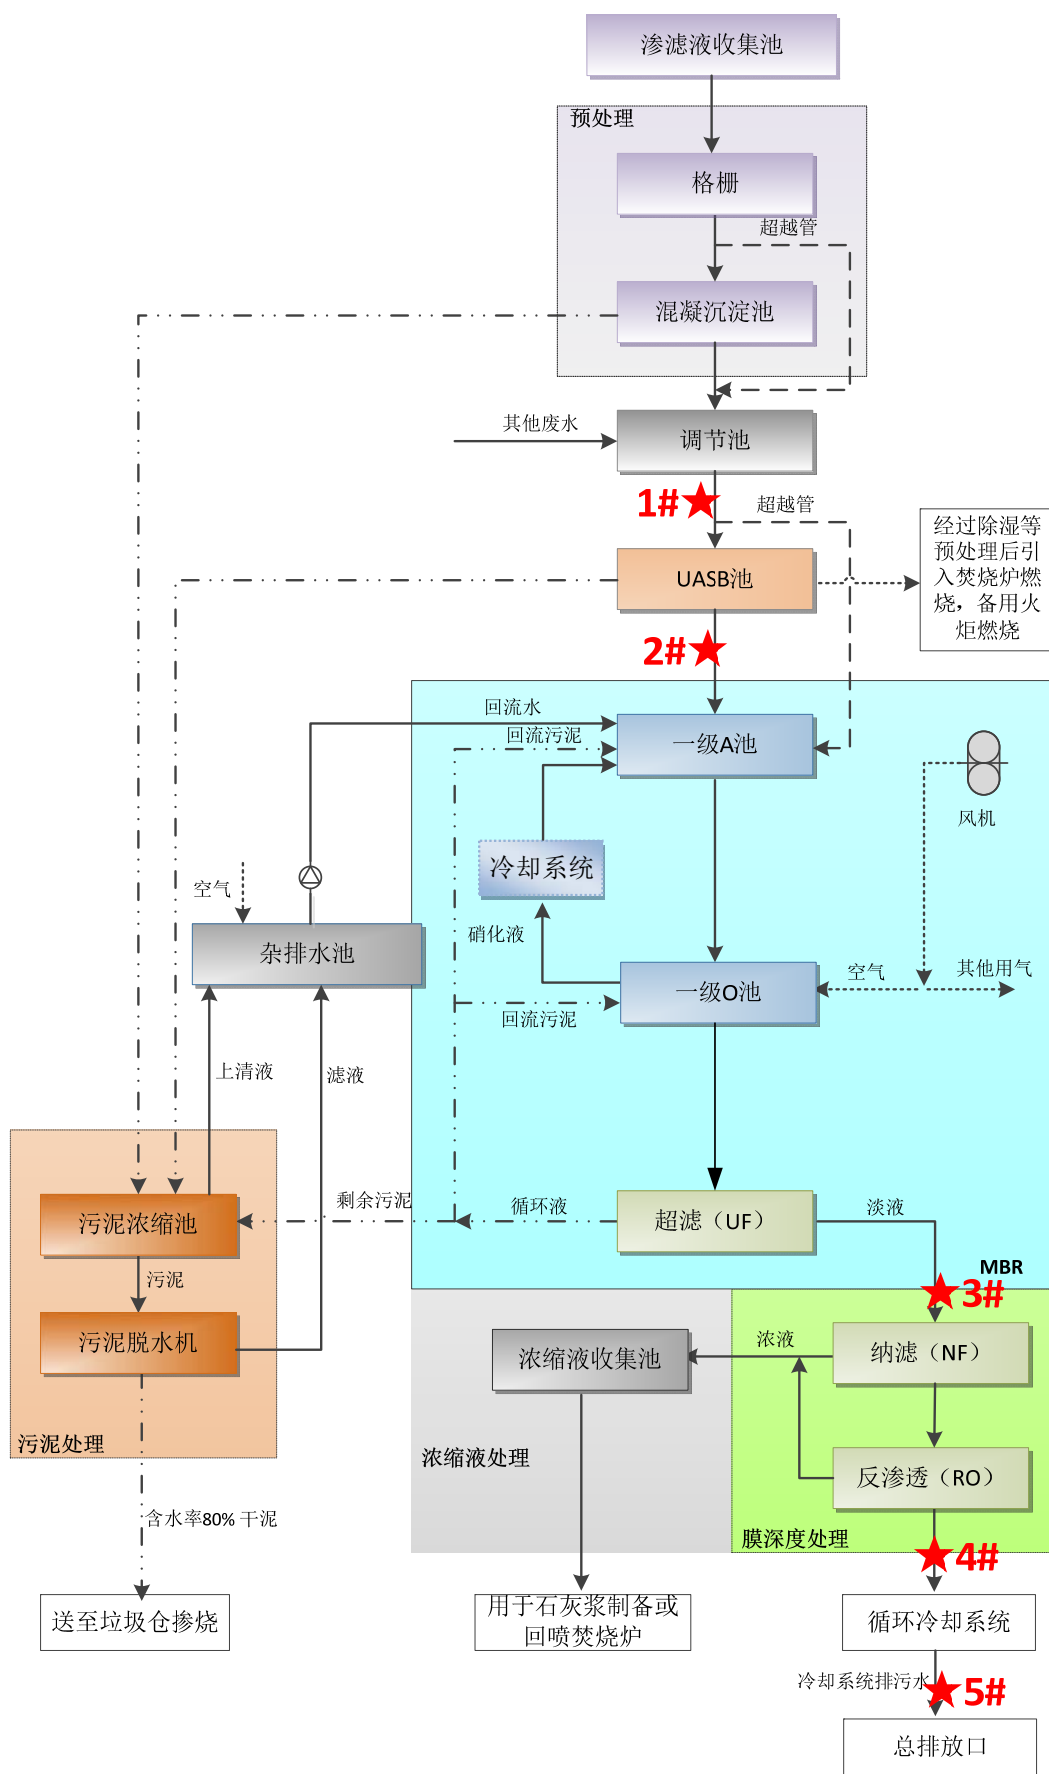 渗滤液收集池
预处理
格栅
超越管
混凝沉淀池
其他废水
调节池
1#
超越管
经过除湿等
预处理后引
入焚烧炉燃
烧，备用火
炬燃烧
UASB池
2#
回流水
回流污泥
一级A池
风机
冷却系统
空气
硝化液
杂排水池
空气
其他用气
一级O池
回流污泥
上清液
滤液
剩余污泥
循环液
超滤（UF）
淡液
污泥浓缩池
MBR
污泥
3#
污泥脱水机
浓缩液收集池
浓液
纳滤（NF）
污泥处理
浓缩液处理
反渗透（RO）
含水率80% 干泥
膜深度处理
4#
送至垃圾仓掺烧
用于石灰浆制备或
回喷焚烧炉
循环冷却系统
冷却系统排污水
5#
总排放口